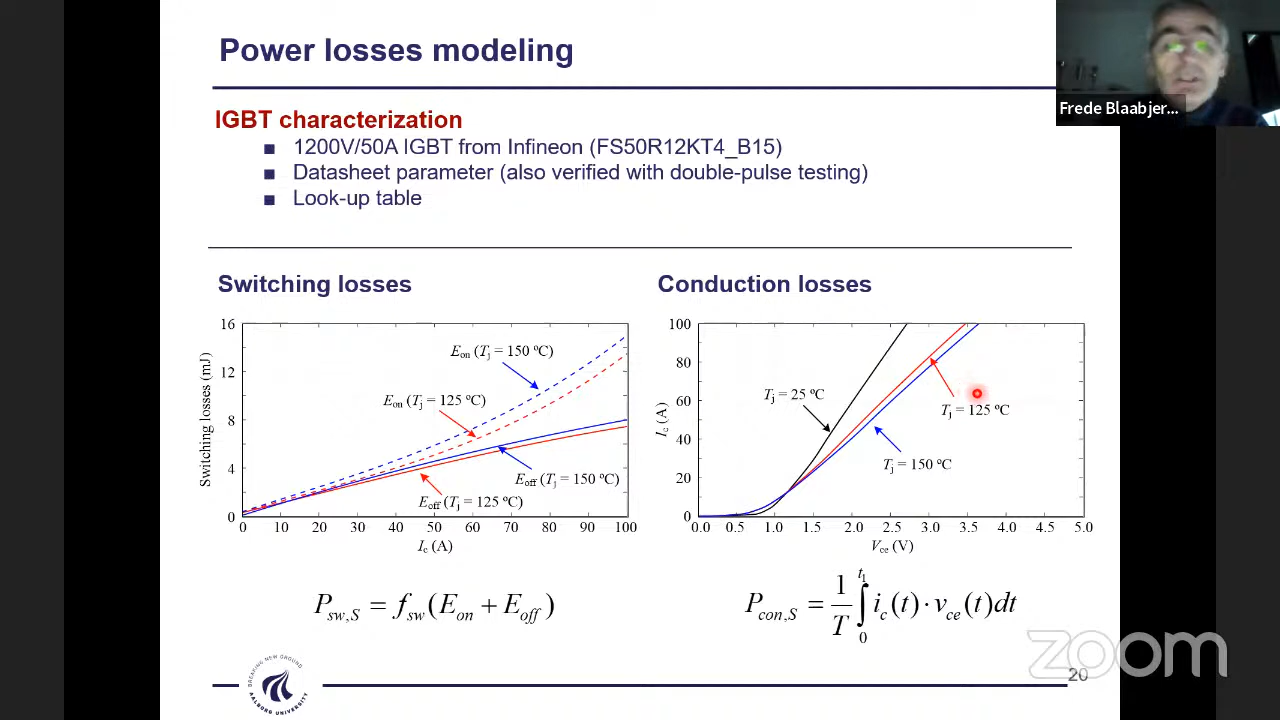 Power losses modeling
Frede Blaabjer...
IGBT characterization
1200V/50A IGBT from Infineon (FS50R12KT4_B15)
Datasheet parameter (also verified with double-pulse testing)
Look-up table
Switching losses
Conduction losses
16
12
8
4
0
Switching losses (mJ)
Eon (Tj = 150 ºC)
Eon (Tj = 125 ºC)
Eoff (Tj = 150 ºC)
Eoff (Tj = 125 ºC)
0 10 20 30 40 50 60 70 80 90 100
Ic (A)
100
80
60
40
20
0
Ic (A)
Tj = 25 ºC
Tj = 125 ºC
Tj = 150 ºC
0.0 0.5 1.0 1.5 2.0 2.5 3.0 3.5 4.0 4.5 5.0
Vce (V)
Psw,S = fsw(Eon + Eoff)
Pcon,S = 1/T ∫0t1 ic(t)·vce(t)dt
zoom
20
BREAKING NEW GROUND
AALBORG UNIVERSITY